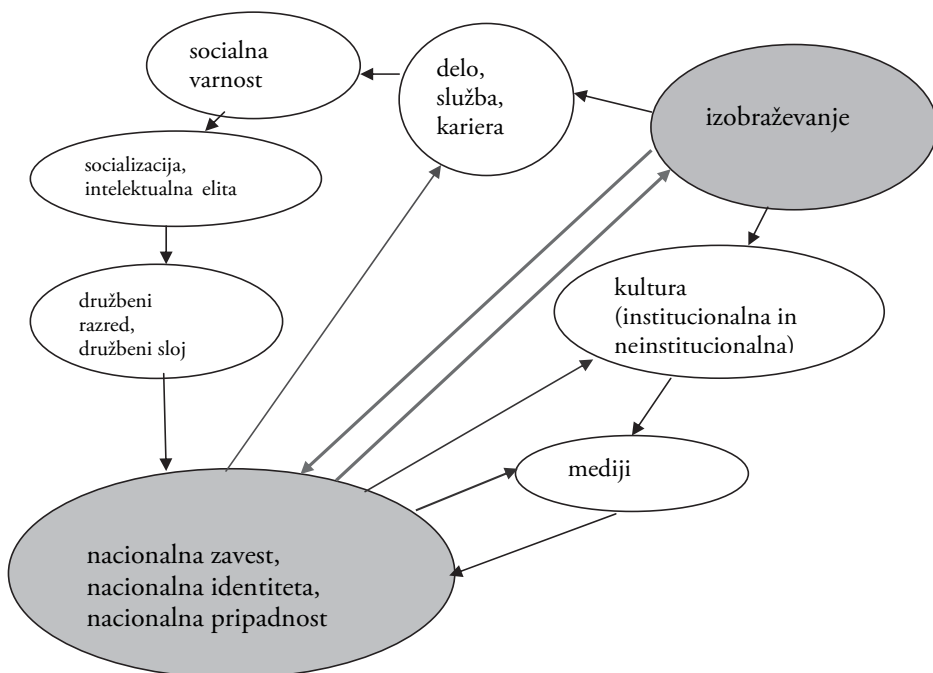 socialna
varnost
delo,
služba,
kariera
izobraževanje
socializacija,
intelektualna elita
družbeni
razred,
družbeni sloj
kultura
(institucionalna in
neinstitucionalna)
mediji
nacionalna zavest,
nacionalna identiteta,
nacionalna pripadnost